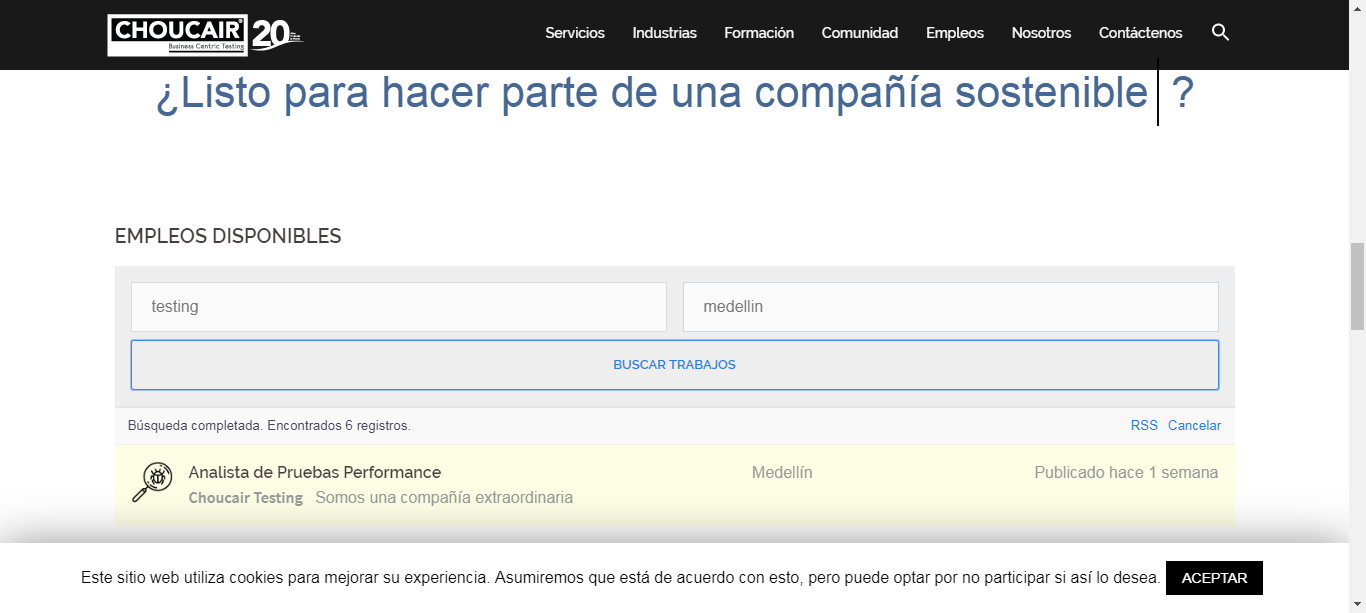 CHOUCAIR®
Business Centric Testing
20
Servicios Industrias Formación Comunidad Empleos Nosotros Contáctenos
¿Listo para hacer parte de una compañía sostenible ?
EMPLEOS DISPONIBLES
testing medellin
BUSCAR TRABAJOS
Búsqueda completada. Encontrados 6 registros. RSS Cancelar
Analista de Pruebas Performance Medellín Publicado hace 1 semana
Choucair Testing Somos una compañía extraordinaria
Este sitio web utiliza cookies para mejorar su experiencia. Asumiremos que está de acuerdo con esto, pero puede optar por no participar si así lo desea. ACEPTAR